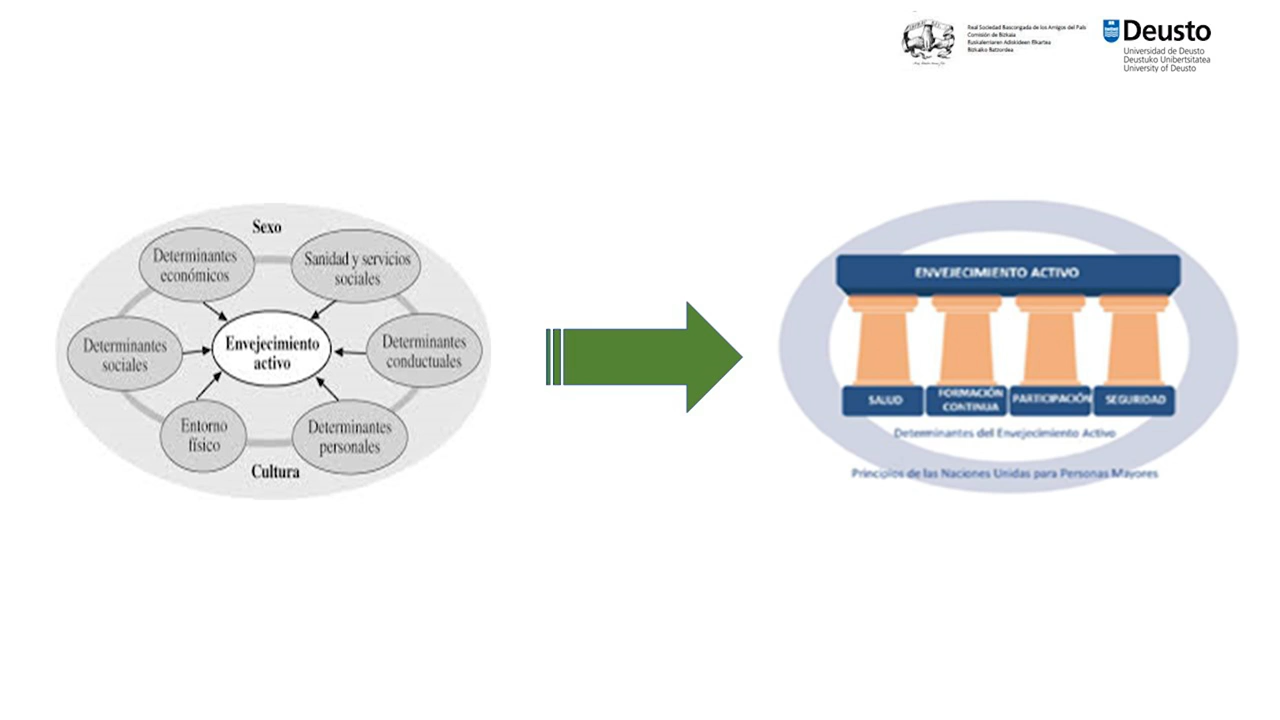 Real Sociedad Bascongada de los Amigos del País
Comisión de Bizkaia
Euskalerriaren Adiskideen Elkartea
Bizkaiko Batzordea
Deusto
Universidad de Deusto
Deustuko Unibertsitatea
University of Deusto
Sexo
Determinantes
económicos
Sanidad y servicios
sociales
Determinantes
sociales
Envejecimiento
activo
Determinantes
conductuales
Entorno
físico
Determinantes
personales
Cultura
ENVEJECIMIENTO ACTIVO
SALUD
FORMACIÓN
CONTINUA
PARTICIPACIÓN
SEGURIDAD
Determinantes del Envejecimiento Activo
Principios de las Naciones Unidas para Personas Mayores